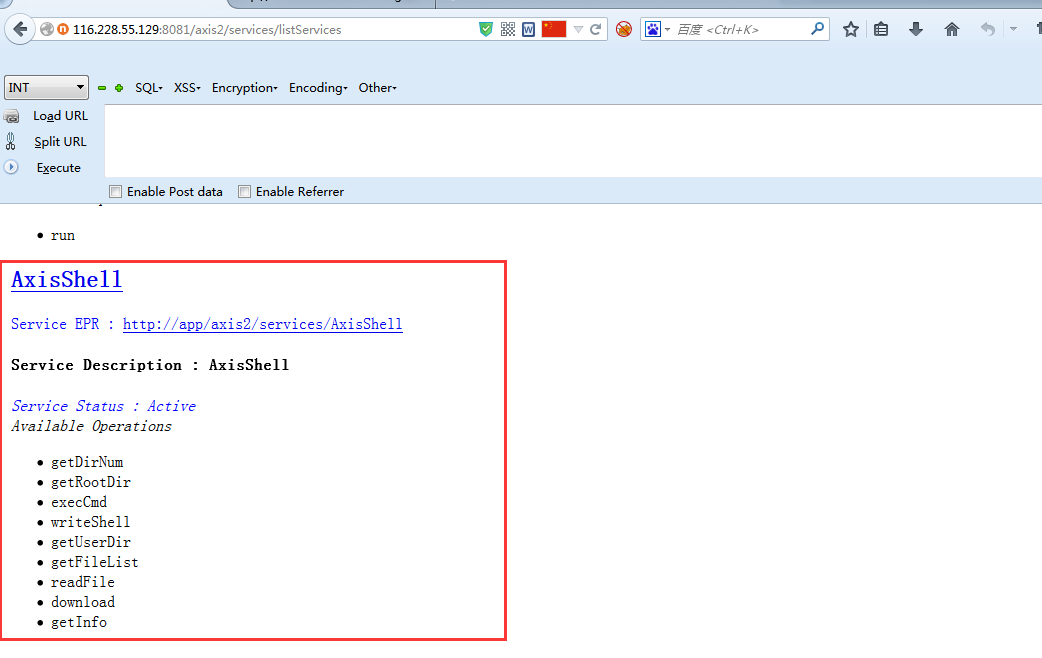 116.228.55.129:8081/axis2/services/listServices
百度 <Ctrl+K>
INT SQL XSS Encryption Encoding Other
Load URL
Split URL
Execute
Enable Post data Enable Referrer
run
AxisShell
Service EPR : http://app/axis2/services/AxisShell
Service Description : AxisShell
Service Status : Active
Available Operations
getDirNum
getRootDir
execCmd
writeShell
getUserDir
getFileList
readFile
download
getInfo